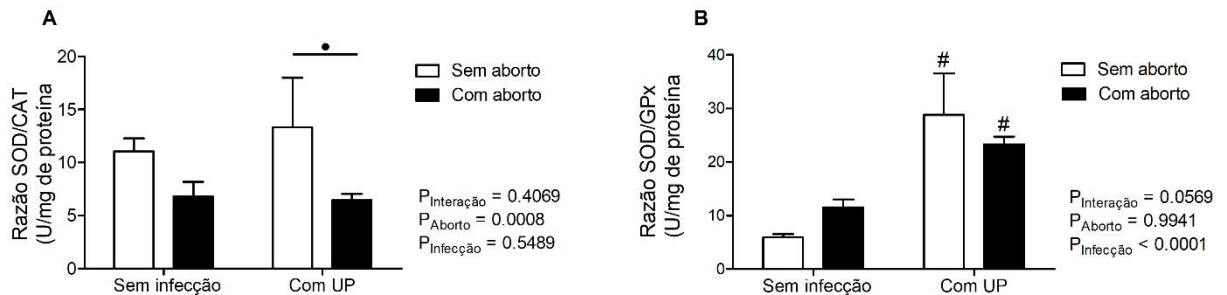 A
Razão SOD/CAT
(U/mg de proteína)
20
15
10
5
0
•
Sem infecção
Com UP
Sem aborto
Com aborto
PInteração = 0.4069
PAborto = 0.0008
PInfecção = 0.5489
B
Razão SOD/GPx
(U/mg de proteína)
40
30
20
10
0
#
#
Sem infecção
Com UP
Sem aborto
Com aborto
PInteração = 0.0569
PAborto = 0.9941
PInfecção < 0.0001